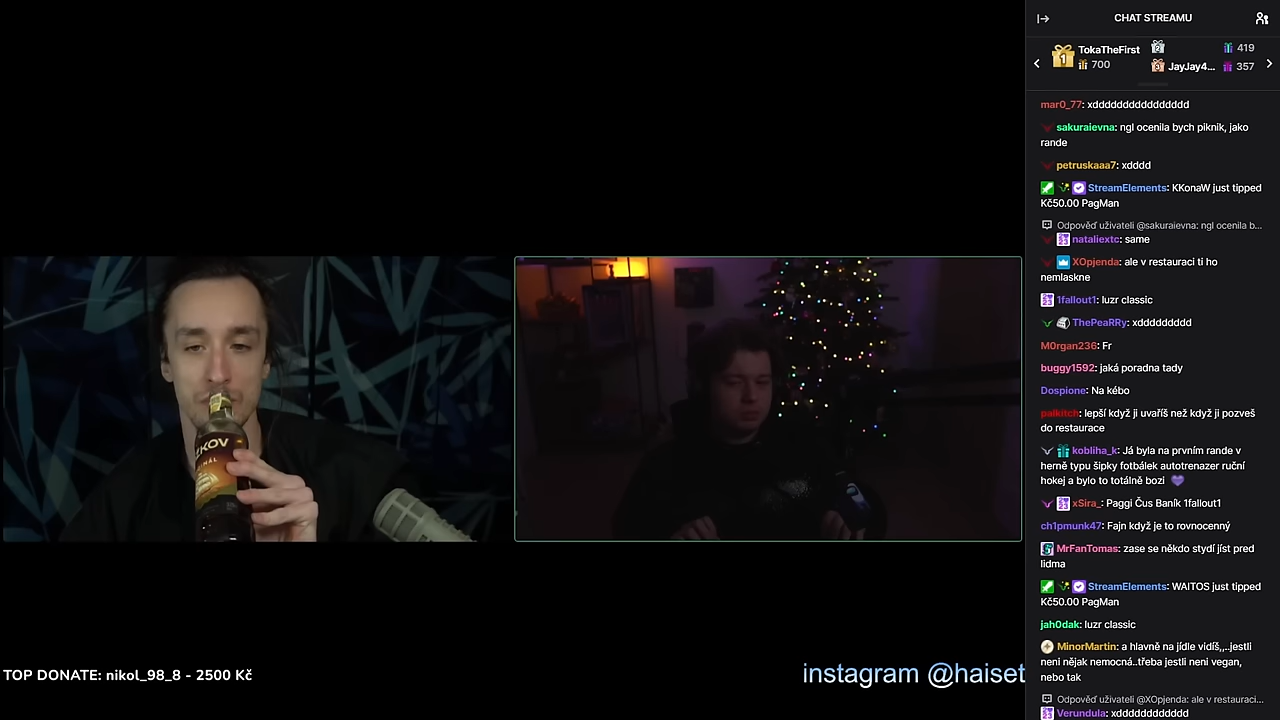 CHAT STREAMU
TokaTheFirst
700
419
JayJay4...
357
mar0_77: xdddddddddddddddd
sakuraievna: ngl ocenila bych piknik, jako
rande
petruskaaa7: xdddd
StreamElements: KKonaW just tipped
Kč50.00 PagMan
Odpověď uživateli @sakuraievna: ngl ocenila b...
nataliextc: same
XOpjenda: ale v restauraci ti ho
nemlaskne
1fallout1: luzr classic
ThePeaRRy: xddddddddd
M0rgan236: Fr
buggy1592: jaká poradna tady
Dospione: Na kébo
palkitch: lepší když ji uvaříš než když ji pozveš
do restaurace
kobliha_k: Já byla na prvním rande v
herně typu šipky fotbálek autotrenazer ruční
hokej a bylo to totálně bozi
xSira_: Paggi Čus Baník 1fallout1
ch1pmunk47: Fajn když je to rovnocenný
MrFanTomas: zase se někdo stydí jíst pred
lidma
StreamElements: WAITOS just tipped
Kč50.00 PagMan
jah0dak: luzr classic
MinorMartin: a hlavně na jídle vidíš,,..jestli
neni nějak nemocná..třeba jestli neni vegan,
nebo tak
Odpověď uživateli @XOpjenda: ale v restauraci...
Verundula: xddddddddddd
TOP DONATE: nikol_98_8 - 2500 Kč
instagram @haiset